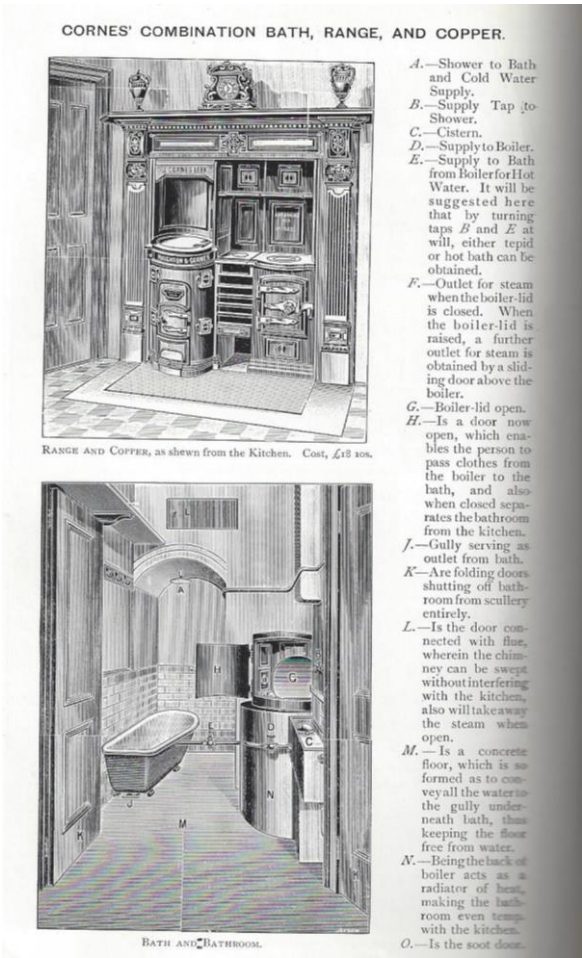 CORNES' COMBINATION BATH, RANGE, AND COPPER.
HAUGHTON & CORNES
RANGE AND COPPER, as shewn from the Kitchen. Cost, £18 10s.
L
A
H
G
E
B
D
C
N
J
M
K
BATH AND BATHROOM.
A.—Shower to Bath
and Cold Water
Supply.
B.—Supply Tap to
Shower.
C.—Cistern.
D.—Supply to Boiler.
E.—Supply to Bath
from Boiler for Hot
Water. It will be
suggested here
that by turning
taps B and E at
will, either tepid
or hot bath can be
obtained.
F.—Outlet for steam
when the boiler-lid
is closed. When
the boiler-lid is
raised, a further
outlet for steam is
obtained by a slid-
ing door above the
boiler.
G.—Boiler-lid open.
H.—Is a door now
open, which ena-
bles the person to
pass clothes from
the boiler to the
bath, and also
when closed sepa-
rates the bathroom
from the kitchen.
J.—Gully serving as
outlet from bath.
K—Are folding doors
shutting off bath-
room from scullery
entirely.
L.—Is the door con-
nected with flue,
wherein the chim-
ney can be swept
without interfering
with the kitchen,
also will take away
the steam when
open.
M.—Is a concrete
floor, which is so
formed as to con-
vey all the water to
the gully under-
neath bath, thus
keeping the floor
free from water.
N.—Being the back of
boiler acts as a
radiator of heat,
making the bath-
room even temp.
with the kitchen.
O.—Is the soot door.